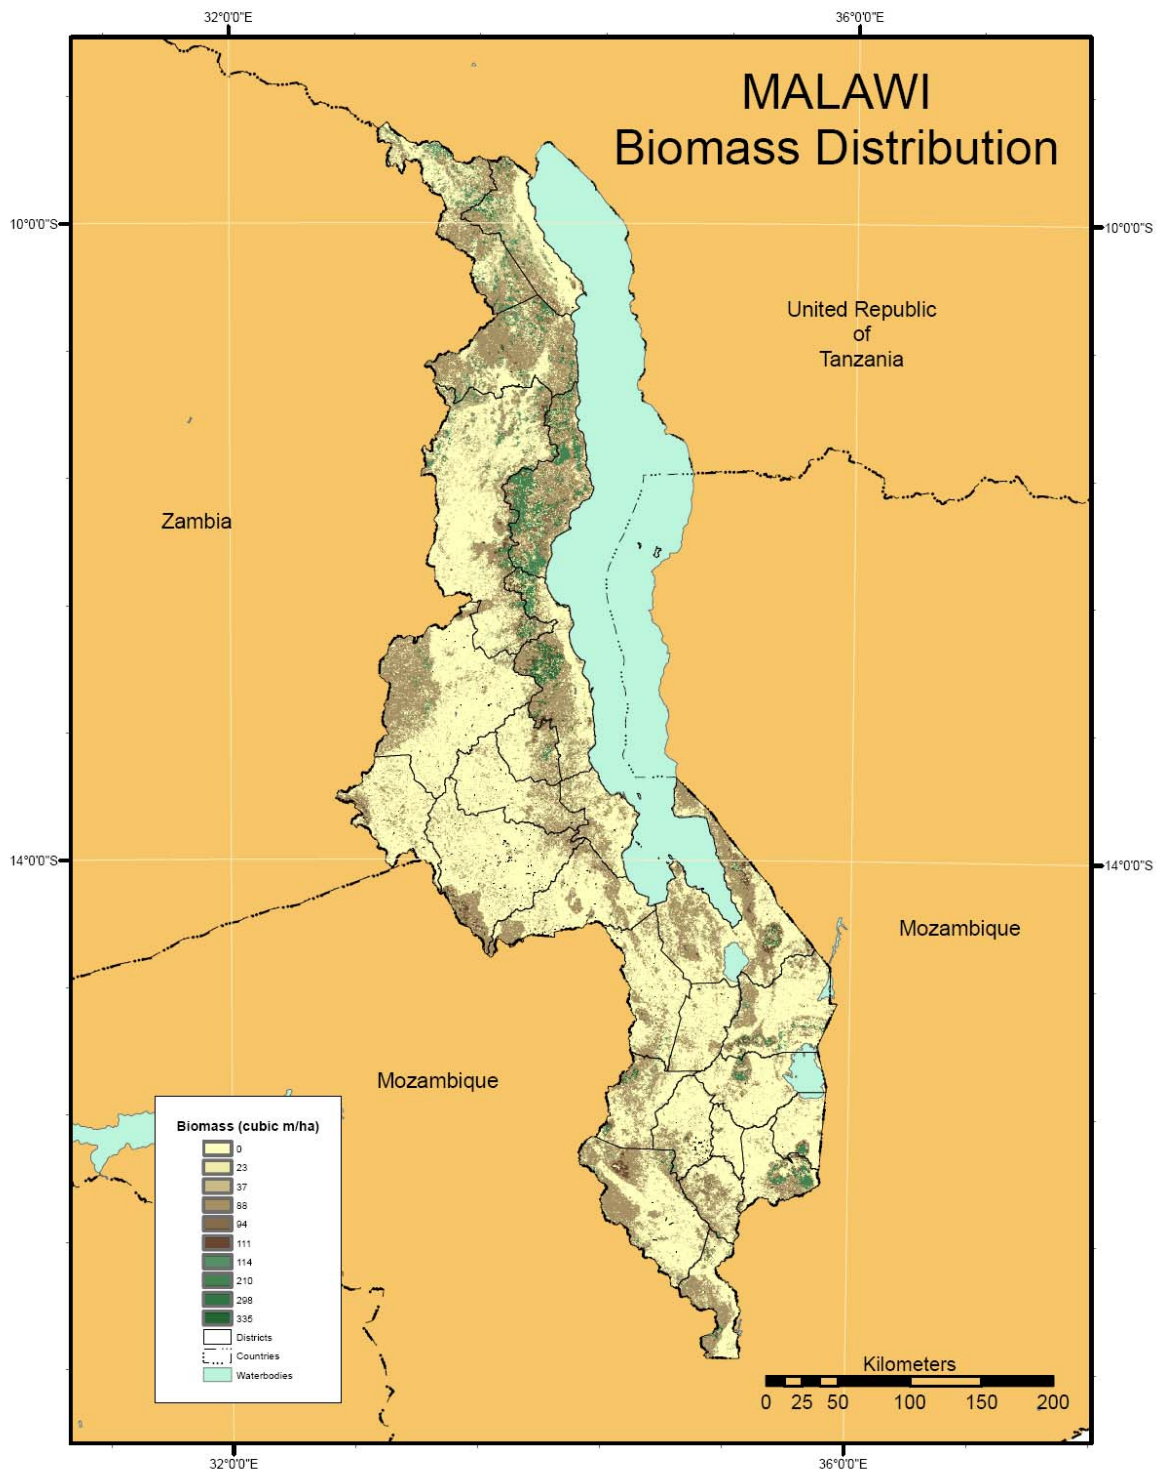 32°0'0"E
36°0'0"E
MALAWI
Biomass Distribution
10°0'0"S
10°0'0"S
United Republic
of
Tanzania
Zambia
14°0'0"S
14°0'0"S
Mozambique
Mozambique
Biomass (cubic m/ha)
0
23
37
88
94
111
114
210
298
335
Districts
Countries
Waterbodies
Kilometers
0 25 50 100 150 200
32°0'0"E
36°0'0"E